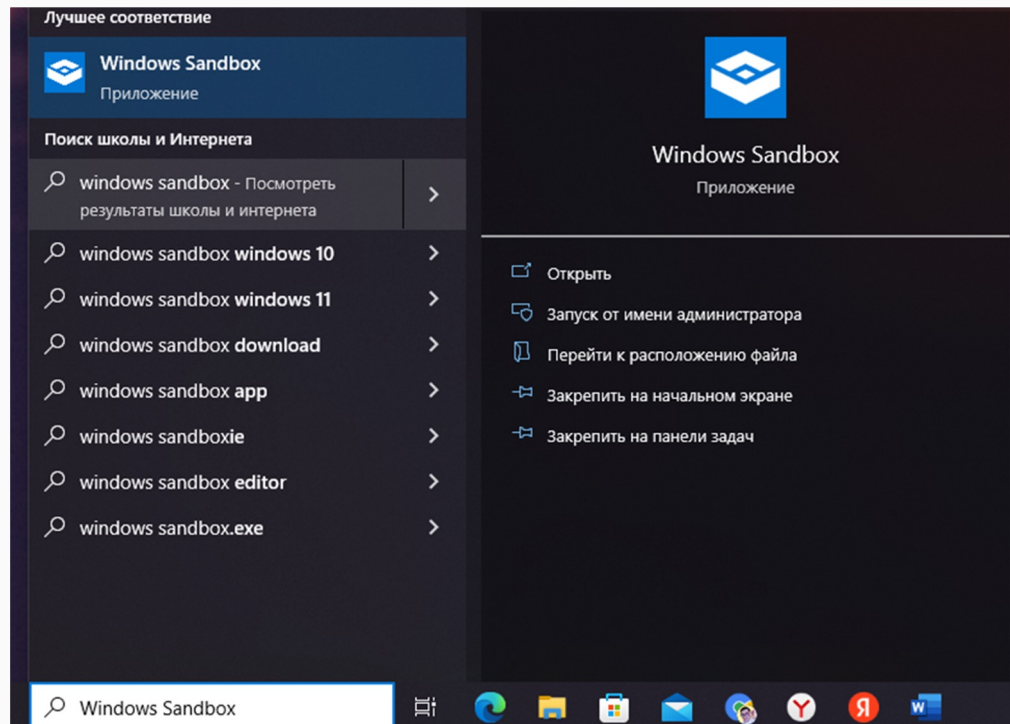 Лучшее соответствие
Windows Sandbox
Приложение
Поиск школы и Интернета
windows sandbox - Посмотреть
результаты школы и интернета
windows sandbox windows 10
windows sandbox windows 11
windows sandbox download
windows sandbox app
windows sandboxie
windows sandbox editor
windows sandbox.exe
Windows Sandbox
Приложение
Открыть
Запуск от имени администратора
Перейти к расположению файла
Закрепить на начальном экране
Закрепить на панели задач
Windows Sandbox
Y
Я
W